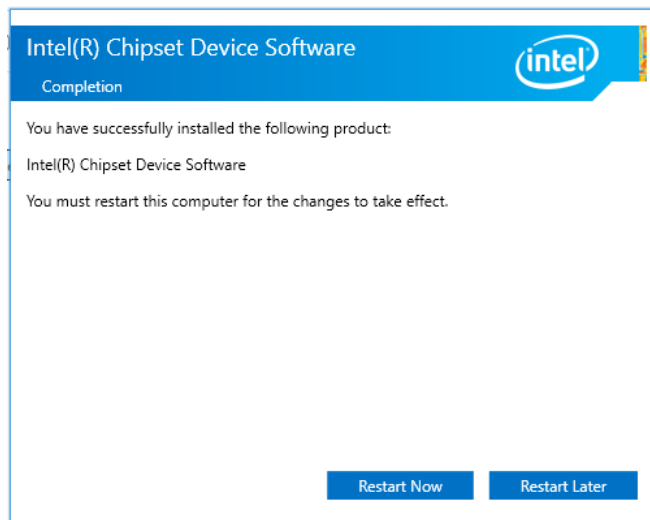 Intel(R) Chipset Device Software
intel
Completion
You have successfully installed the following product:
Intel(R) Chipset Device Software
You must restart this computer for the changes to take effect.
Restart Now
Restart Later